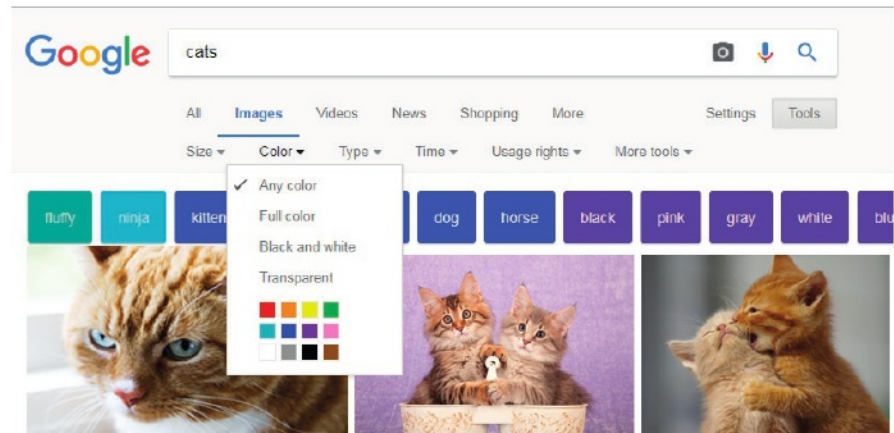 Google cats
All Images Videos News Shopping More Settings Tools
Size Color Type Time Usage rights More tools
Any color
fluffy ninja kitten dog horse black pink gray white blu
Full color
Black and white
Transparent